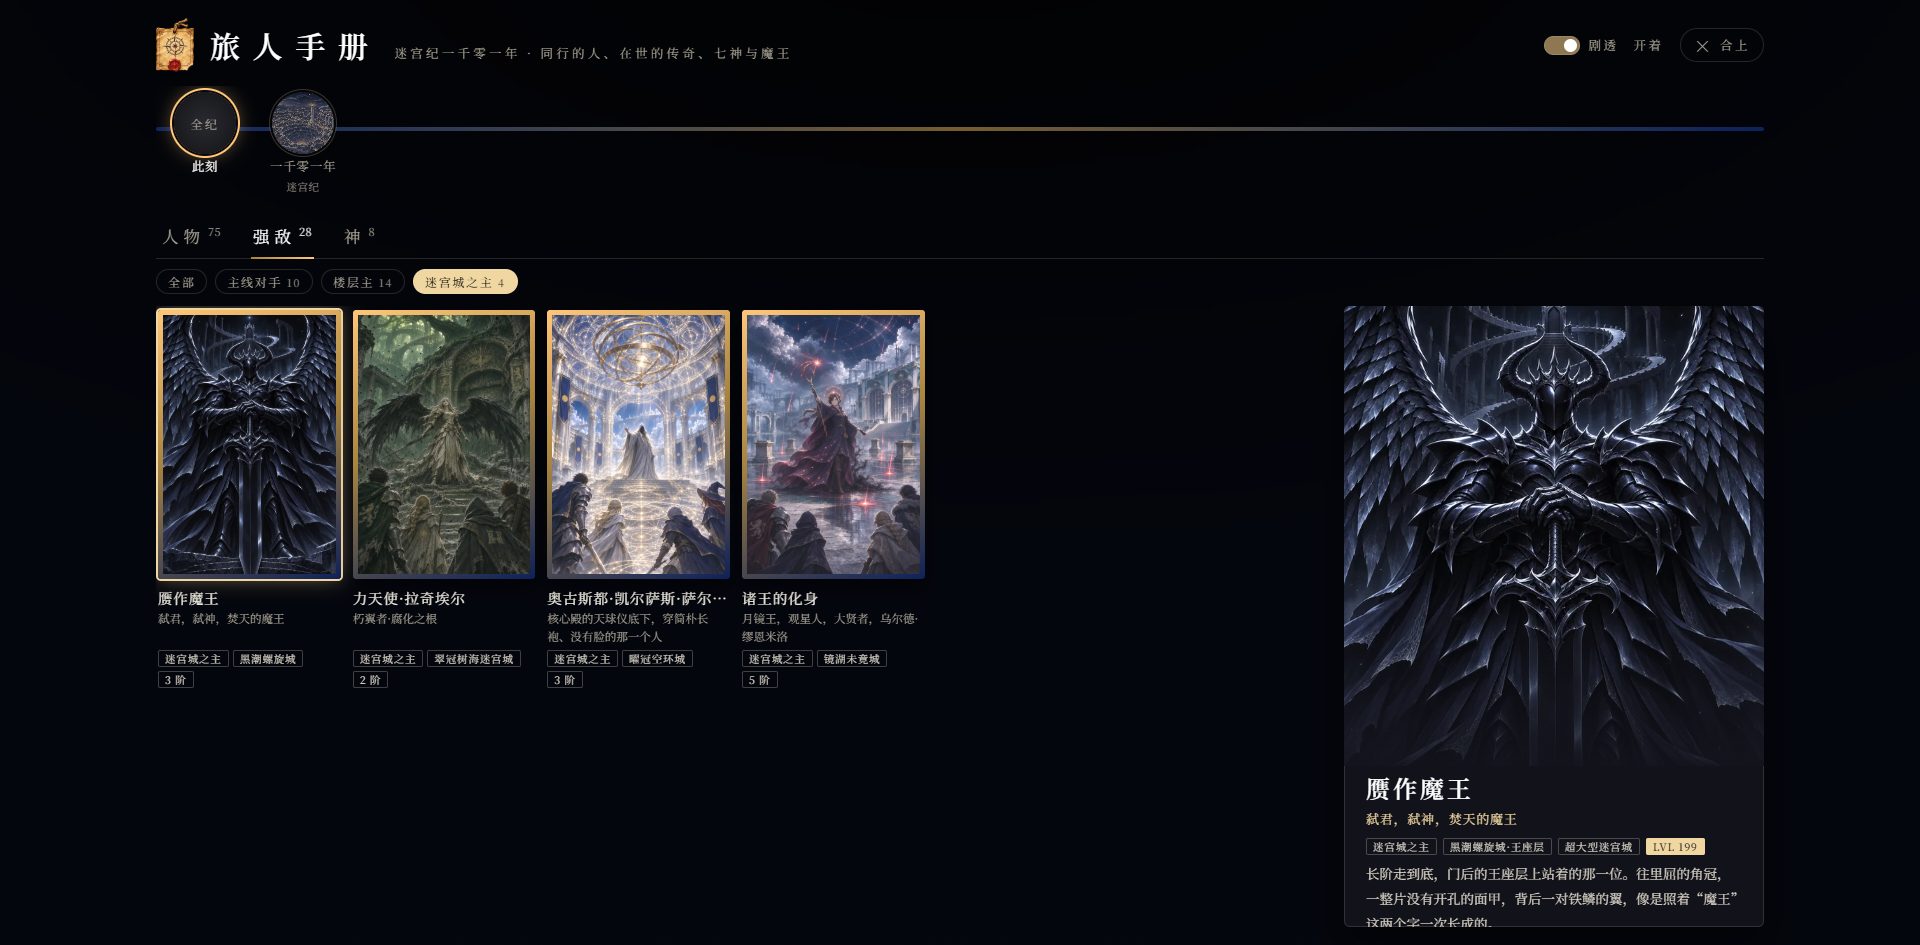 旅人手册
迷宫纪一千零一年 · 同行的人、在世的传奇、七神与魔王
剧透 开着
合上
全纪
此刻
一千零一年
迷宫纪
人物 75
强敌 28
神 8
全部
主线对手 10
楼层主 14
迷宫城之主 4
赝作魔王
弑君，弑神，焚天的魔王
迷宫城之主
黑潮螺旋城
3 阶
力天使·拉奇埃尔
朽翼者·腐化之根
迷宫城之主
翠冠树海迷宫城
2 阶
奥古斯都·凯尔萨斯·萨尔…
核心殿的天球仪底下，穿简朴长
袍、没有脸的那一个人
迷宫城之主
曜冠空环城
3 阶
诸王的化身
月镜王，观星人，大贤者，乌尔德·
缪恩米洛
迷宫城之主
镜湖未竟城
5 阶
赝作魔王
弑君，弑神，焚天的魔王
迷宫城之主
黑潮螺旋城·王座层
超大型迷宫城
LVL 199
长阶走到底，门后的王座层上站着的那一位。往里屈的角冠，
一整片没有开孔的面甲，背后一对铁鳞的翼，像是照着“魔王”
这两个字一次长成的。